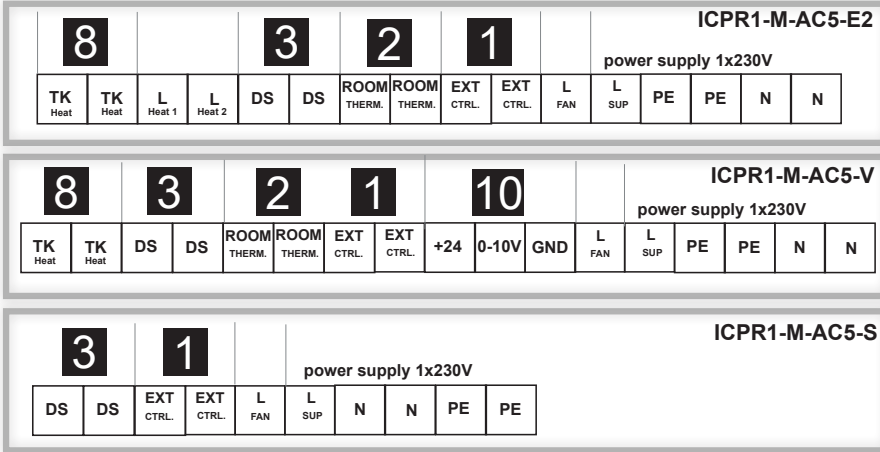 ICPR1-M-AC5-E2
8 3 2 1
power supply 1x230V
TK Heat TK Heat L Heat 1 L Heat 2 DS DS ROOM THERM. ROOM THERM. EXT CTRL. EXT CTRL. L FAN L SUP PE PE N N
ICPR1-M-AC5-V
8 3 2 1 10
power supply 1x230V
TK Heat TK Heat DS DS ROOM THERM. ROOM THERM. EXT CTRL. EXT CTRL. +24 0-10V GND L FAN L SUP PE PE N N
ICPR1-M-AC5-S
3 1
power supply 1x230V
DS DS EXT CTRL. EXT CTRL. L FAN L SUP N N PE PE